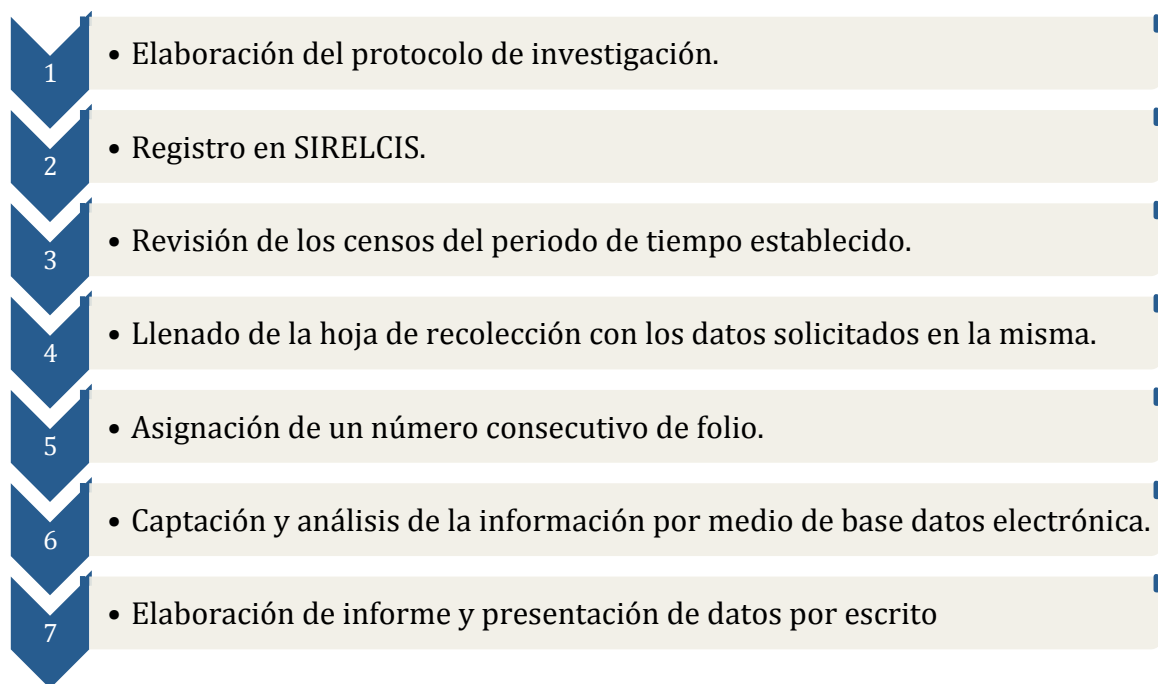 1
• Elaboración del protocolo de investigación.
2
• Registro en SIRELCIS.
3
• Revisión de los censos del periodo de tiempo establecido.
4
• Llenado de la hoja de recolección con los datos solicitados en la misma.
5
• Asignación de un número consecutivo de folio.
6
• Captación y análisis de la información por medio de base datos electrónica.
7
• Elaboración de informe y presentación de datos por escrito